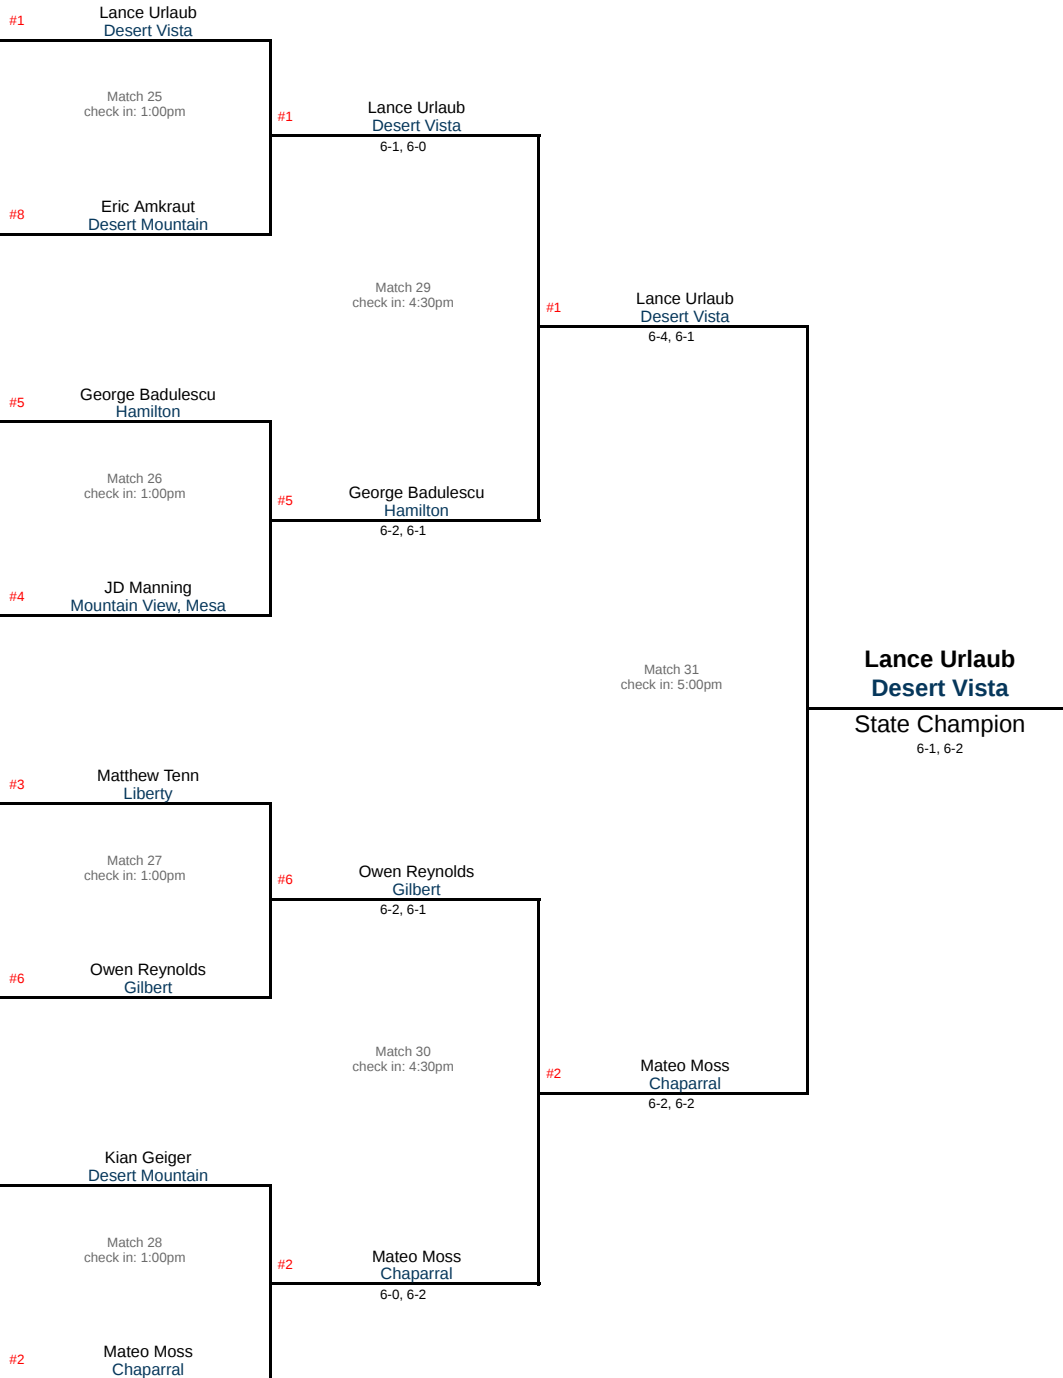 #1
Lance Urlaub
Desert Vista
Match 25
check in: 1:00pm
#1
Lance Urlaub
Desert Vista
6-1, 6-0
#8
Eric Amkraut
Desert Mountain
Match 29
check in: 4:30pm
#1
Lance Urlaub
Desert Vista
6-4, 6-1
#5
George Badulescu
Hamilton
Match 26
check in: 1:00pm
#5
George Badulescu
Hamilton
6-2, 6-1
#4
JD Manning
Mountain View, Mesa
Match 31
check in: 5:00pm
Lance Urlaub
Desert Vista
State Champion
6-1, 6-2
#3
Matthew Tenn
Liberty
Match 27
check in: 1:00pm
#6
Owen Reynolds
Gilbert
6-2, 6-1
#6
Owen Reynolds
Gilbert
Match 30
check in: 4:30pm
#2
Mateo Moss
Chaparral
6-2, 6-2
Kian Geiger
Desert Mountain
Match 28
check in: 1:00pm
#2
Mateo Moss
Chaparral
6-0, 6-2
#2
Mateo Moss
Chaparral